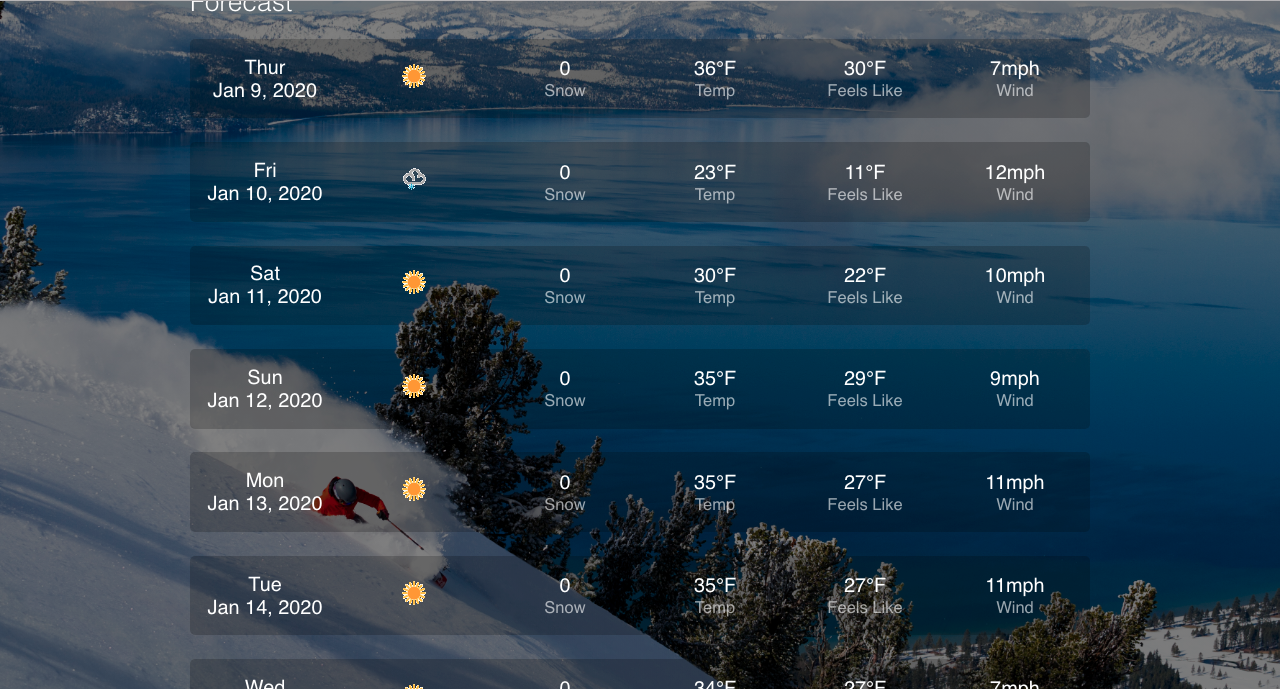 Forecast
Thur
Jan 9, 2020
0
Snow
36°F
Temp
30°F
Feels Like
7mph
Wind
Fri
Jan 10, 2020
0
Snow
23°F
Temp
11°F
Feels Like
12mph
Wind
Sat
Jan 11, 2020
0
Snow
30°F
Temp
22°F
Feels Like
10mph
Wind
Sun
Jan 12, 2020
0
Snow
35°F
Temp
29°F
Feels Like
9mph
Wind
Mon
Jan 13, 2020
0
Snow
35°F
Temp
27°F
Feels Like
11mph
Wind
Tue
Jan 14, 2020
0
Snow
35°F
Temp
27°F
Feels Like
11mph
Wind
Wed
0
34°F
27°F
7mph